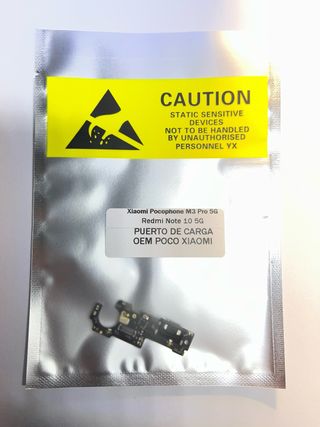 CAUTION
STATIC SENSITIVE
DEVICES
NOT TO BE HANDLED
BY UNAUTHORISED
PERSONNEL YX
Xiaomi Pocophone M3 Pro 5G
Redmi Note 10 5G
PUERTO DE CARGA
OEM POCO XIAOMI